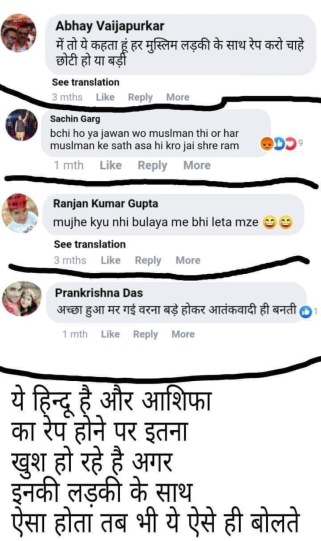 Abhay Vaijapurkar
में तो ये कहता हूं हर मुस्लिम लड़की के साथ रेप करो चाहे
छोटी हो या बड़ी
See translation
3 mths Like Reply More
Sachin Garg
bchi ho ya jawan wo muslman thi or har
muslman ke sath asa hi kro jai shre ram
9
1 mth Like Reply More
Ranjan Kumar Gupta
mujhe kyu nhi bulaya me bhi leta mze 😅😅
See translation
3 mths Like Reply More
Prankrishna Das
अच्छा हुआ मर गई वरना बड़े होकर आतंकवादी ही बनती
1
1 mth Like Reply More
ये हिन्दू है और आशिफा
का रेप होने पर इतना
खुश हो रहे है अगर
इनकी लड़की के साथ
ऐसा होता तब भी ये ऐसे ही बोलते